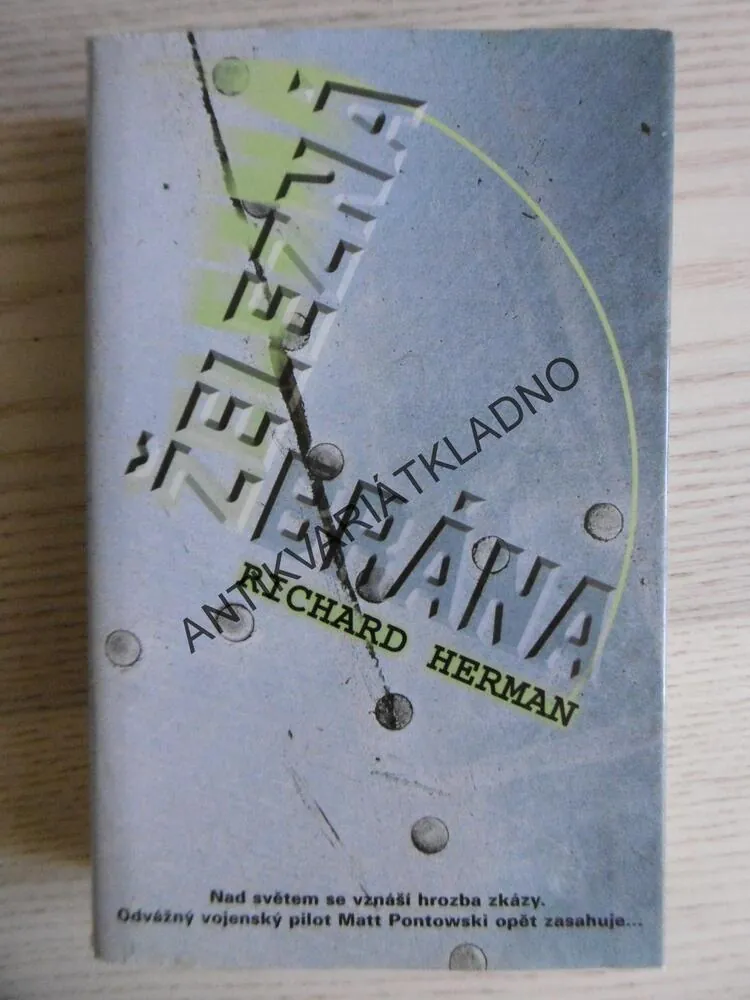 ŽELEZNÁ
BRÁNA
RICHARD HERMAN
ANTIKVARIÁTKLADNO
Nad světem se vznáší hrozba zkázy.
Odvážný vojenský pilot Matt Pontowski opět zasahuje...